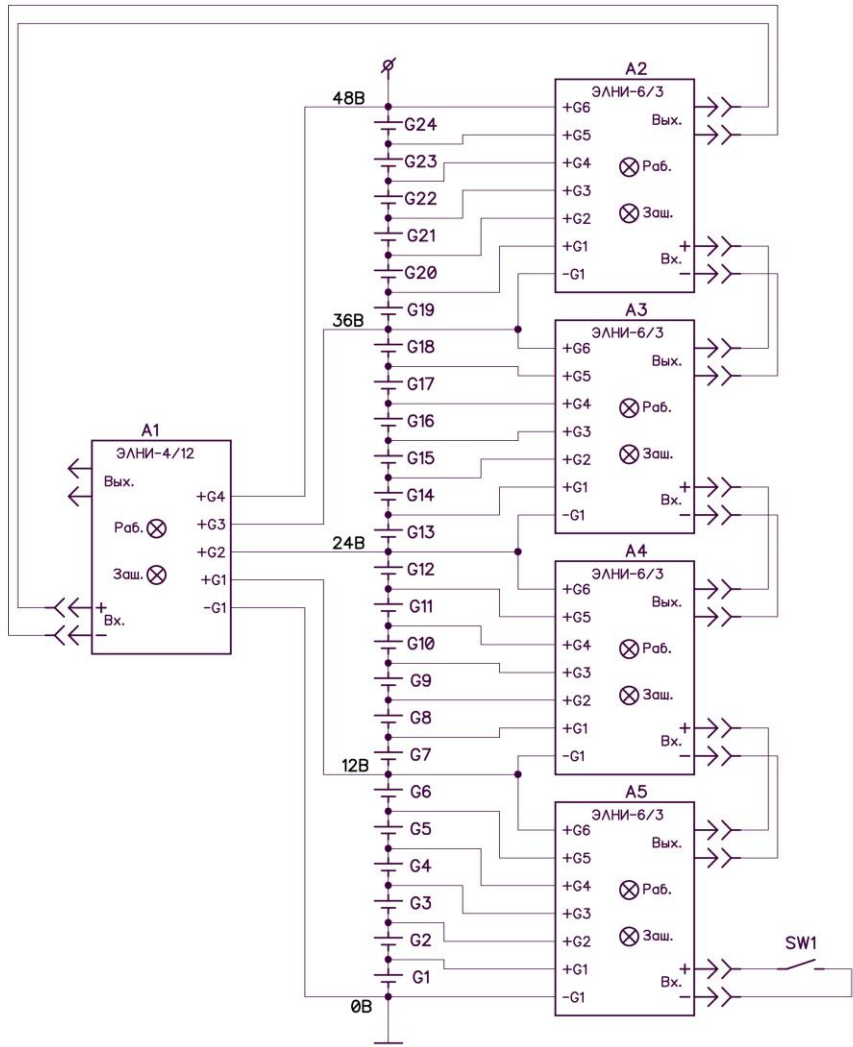 A1
ЭЛНИ-4/12
Вых.
+G4
Раб.
+G3
+G2
Защ.
+G1
+
-G1
Вх.
−
48В
G24
G23
G22
G21
G20
G19
36В
G18
G17
G16
G15
G14
G13
24В
G12
G11
G10
G9
G8
G7
12В
G6
G5
G4
G3
G2
G1
0В
A2
ЭЛНИ-6/3
+G6
Вых.
+G5
+G4
Раб.
+G3
+G2
Защ.
+G1
+
Вх.
-G1
−
A3
ЭЛНИ-6/3
+G6
Вых.
+G5
+G4
Раб.
+G3
+G2
Защ.
+G1
+
Вх.
-G1
−
A4
ЭЛНИ-6/3
+G6
Вых.
+G5
+G4
Раб.
+G3
+G2
Защ.
+G1
+
Вх.
-G1
−
A5
ЭЛНИ-6/3
+G6
Вых.
+G5
+G4
Раб.
+G3
+G2
Защ.
+G1
+
Вх.
-G1
−
SW1